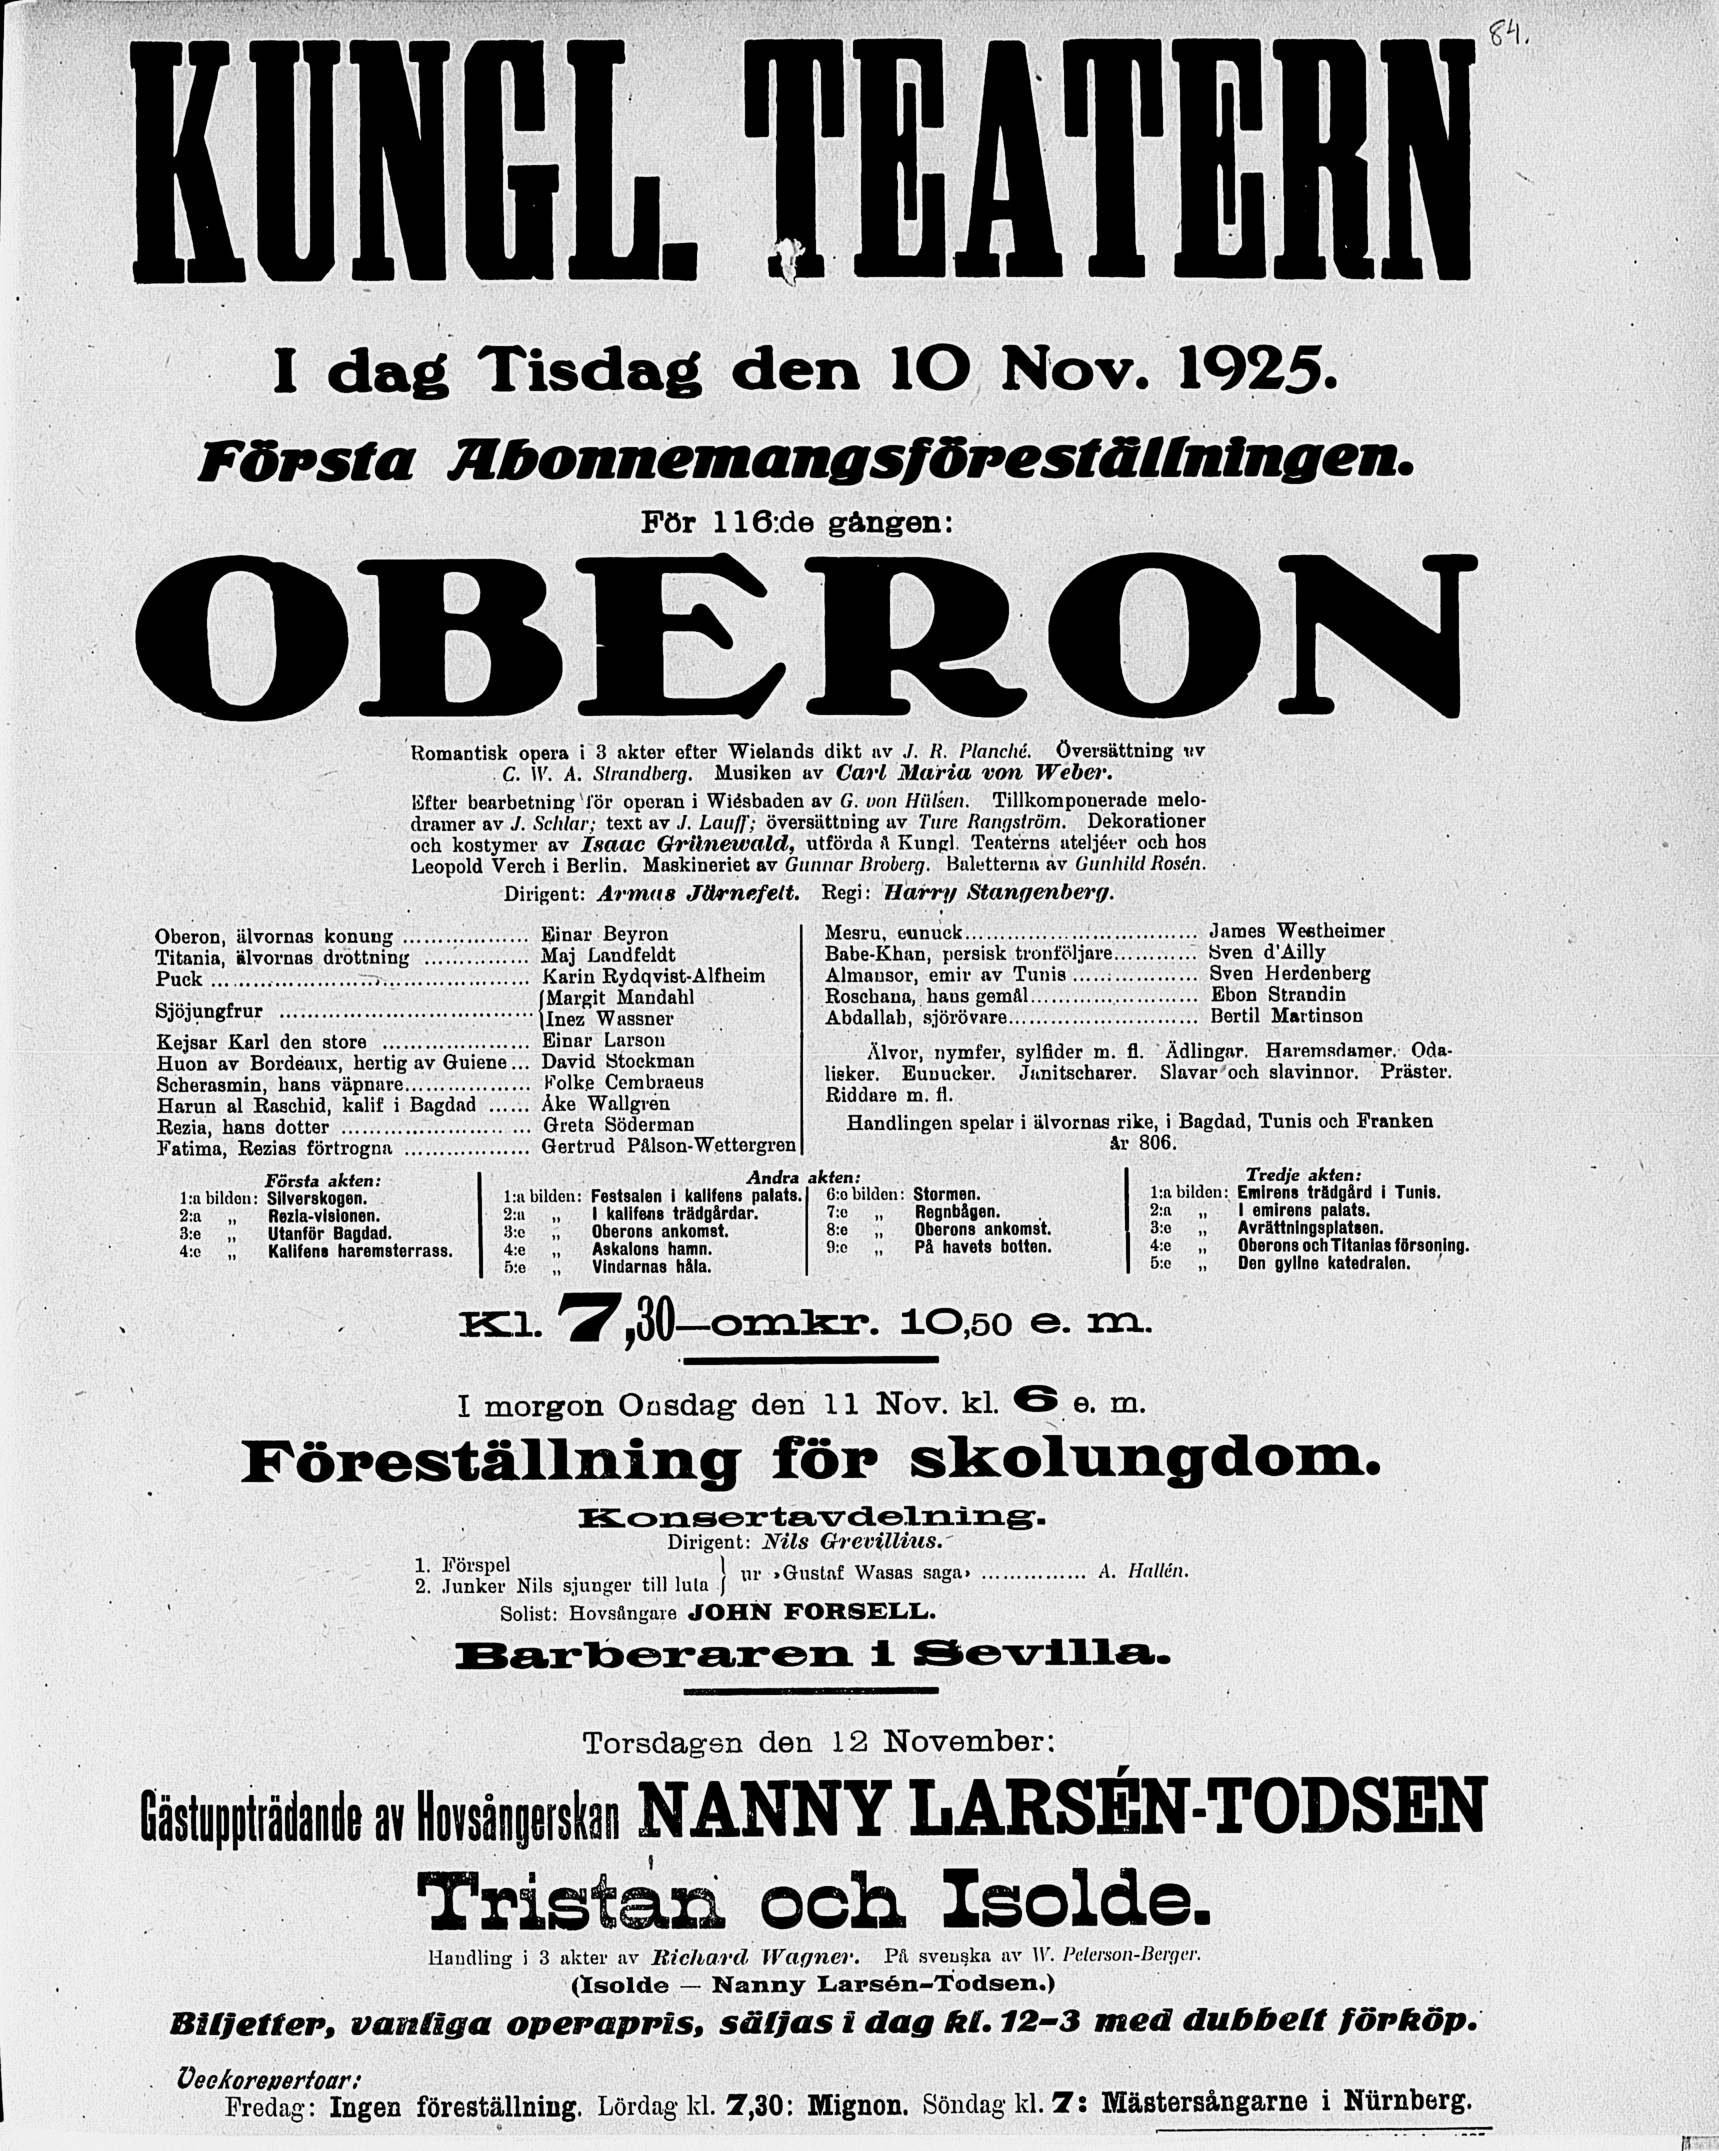 84.
KUNGL. TEATERN
I dag Tisdag den 10 Nov. 1925.
Första Abonnemangsföreställningen.
För 116:de gången:
OBERON
Romantisk opera i 3 akter efter Wielands dikt av J. R. Planché. Översättning av
C. W. A. Strandberg. Musiken av Carl Maria von Weber.
Efter bearbetning för operan i Wiesbaden av G. von Hülsen. Tillkomponerade melo-
dramer av J. Schlar; text av J. Lauff; översättning av Ture Rangström. Dekorationer
och kostymer av Isaac Grünewald, utförda å Kungl. Teaterns ateljéer och hos
Leopold Verch i Berlin. Maskineriet av Gunnar Broberg. Baletterna av Gunhild Rosén.
Dirigent: Armas Järnefelt. Regi: Harry Stangenberg.
Oberon, älvornas konung .................. Einar Beyron
Titania, älvornas drottning ............... Maj Landfeldt
Puck ............................................. Karin Rydqvist-Alfheim
Sjöjungfrur ..................................... {Margit Mandahl
{Inez Wassner
Kejsar Karl den store ..................... Einar Larson
Huon av Bordeaux, hertig av Guiene... David Stockman
Scherasmin, hans väpnare.................. Folke Cembraeus
Harun al Raschid, kalif i Bagdad ...... Åke Wallgren
Rezia, hans dotter ........................... Greta Söderman
Fatima, Rezias förtrogna .................. Gertrud Pålson-Wettergren
Mesru, eunuck................................. James Westheimer
Babe-Khan, persisk tronföljare............ Sven d'Ailly
Almansor, emir av Tunis .................. Sven Herdenberg
Roschana, hans gemål........................ Ebon Strandin
Abdallah, sjörövare........................... Bertil Martinson
Älvor, nymfer, sylfider m. fl. Ädlingar. Haremsdamer. Oda-
lisker. Eunucker. Janitscharer. Slavar och slavinnor. Präster.
Riddare m. fl.
Handlingen spelar i älvornas rike, i Bagdad, Tunis och Franken
år 806.
Första akten:
1:a bilden: Silverskogen.
2:a „ Rezia-visionen.
3:e „ Utanför Bagdad.
4:e „ Kalifens haremsterrass.
Andra akten:
1:a bilden: Festsalen i kalifens palats.
2:a „ I kalifens trädgårdar.
3:e „ Oberons ankomst.
4:e „ Askalons hamn.
5:e „ Vindarnas håla.
6:e bilden: Stormen.
7:e „ Regnbågen.
8:e „ Oberons ankomst.
9:e „ På havets botten.
Tredje akten:
1:a bilden: Emirens trädgård i Tunis.
2:a „ I emirens palats.
3:e „ Avrättningsplatsen.
4:e „ Oberons och Titanias försoning.
5:e „ Den gyllne katedralen.
Kl. 7,30—omkr. 10,50 e. m.
I morgon Onsdag den 11 Nov. kl. 6 e. m.
Föreställning för skolungdom.
Konsertavdelning.
Dirigent: Nils Grevillius.
1. Förspel
2. Junker Nils sjunger till luta } ur »Gustaf Wasas saga» ............... A. Hallén.
Solist: Hovsångare JOHN FORSELL.
Barberaren i Sevilla.
Torsdagen den 12 November:
Gästuppträdande av Hovsångerskan NANNY LARSÉN-TODSEN
Tristan och Isolde.
Handling i 3 akter av Richard Wagner. På svenska av W. Peterson-Berger.
(Isolde — Nanny Larsén-Todsen.)
Biljetter, vanliga operapris, säljas i dag kl. 12-3 med dubbelt förköp.
Veckorepertoar:
Fredag: Ingen föreställning. Lördag kl. 7,30: Mignon. Söndag kl. 7: Mästersångarne i Nürnberg.